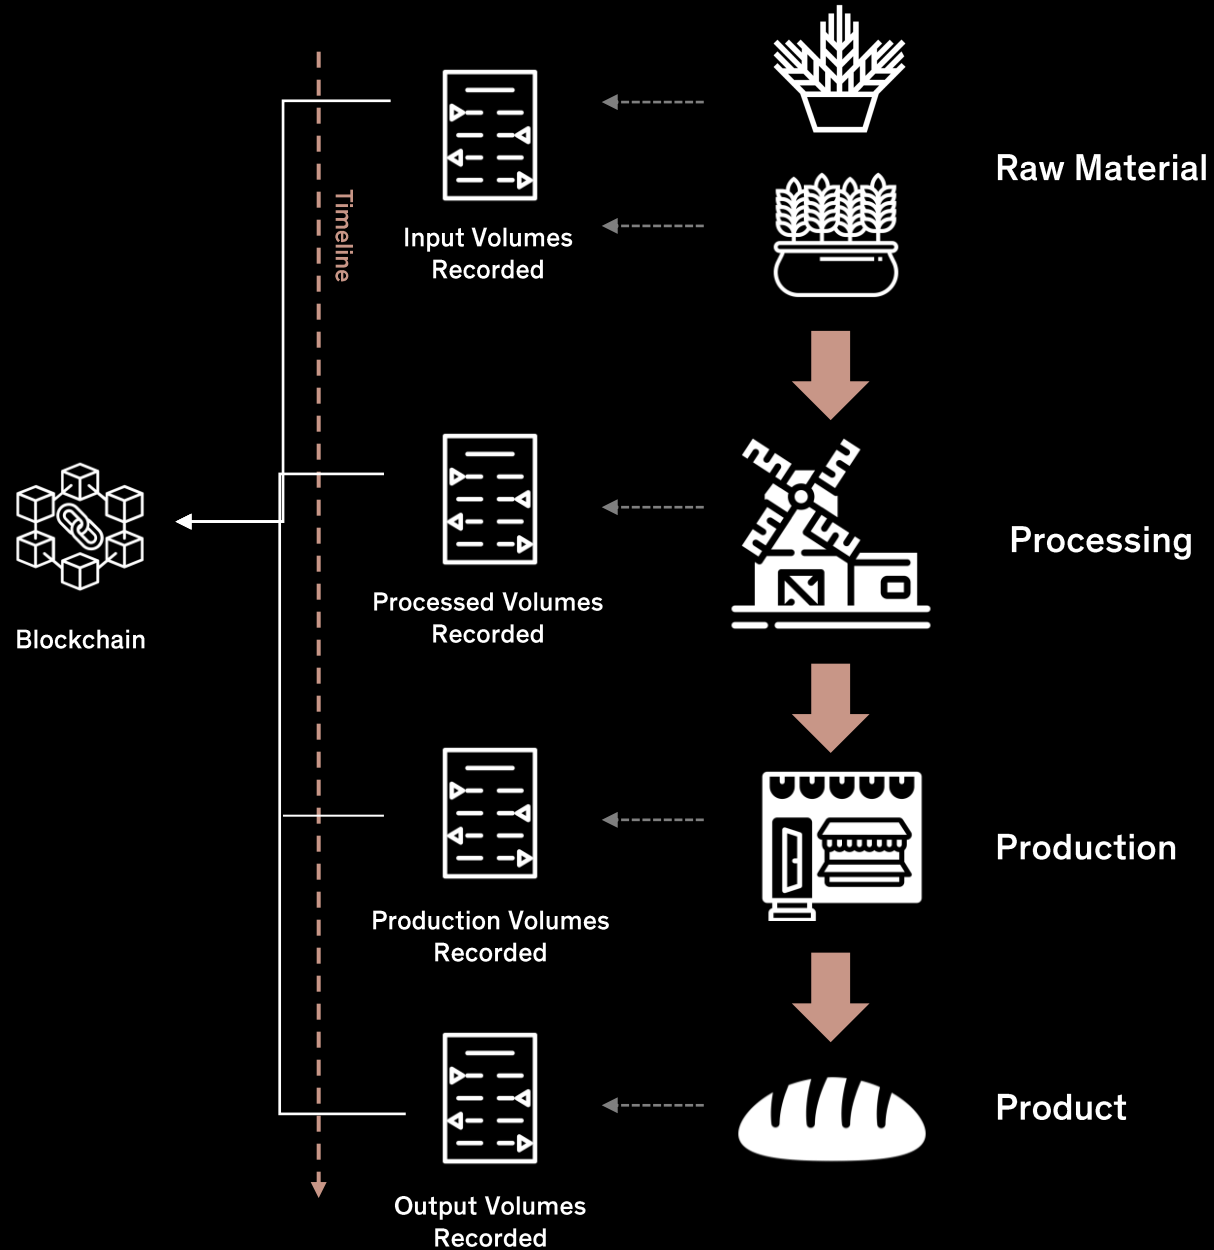 Raw Material
Timeline
Input Volumes
Recorded
Processing
Processed Volumes
Recorded
Blockchain
Production
Production Volumes
Recorded
Product
Output Volumes
Recorded